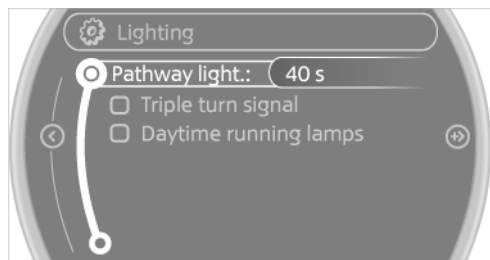 Lighting
Pathway light.: 40 s
Triple turn signal
Daytime running lamps